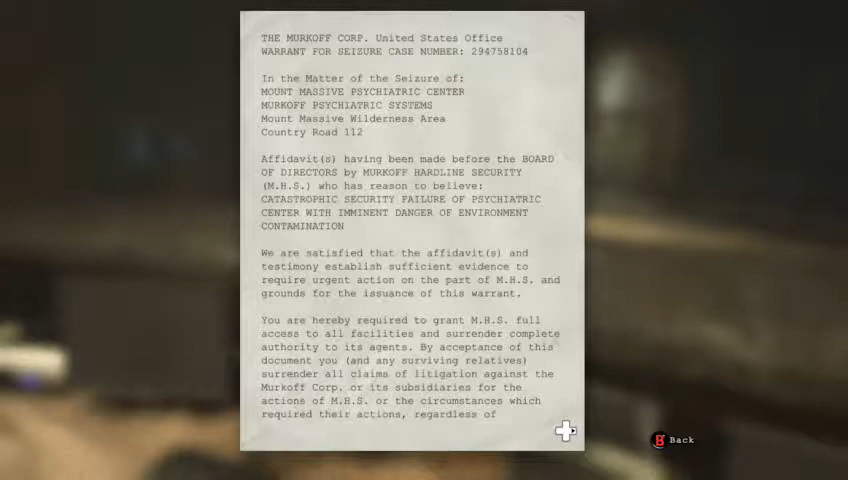 THE MURKOFF CORP. United States Office
WARRANT FOR SEIZURE CASE NUMBER: 294758104
In the Matter of the Seizure of:
MOUNT MASSIVE PSYCHIATRIC CENTER
MURKOFF PSYCHIATRIC SYSTEMS
Mount Massive Wilderness Area
Country Road 112
Affidavit(s) having been made before the BOARD
OF DIRECTORS by MURKOFF HARDLINE SECURITY
(M.H.S.) who has reason to believe:
CATASTROPHIC SECURITY FAILURE OF PSYCHIATRIC
CENTER WITH IMMINENT DANGER OF ENVIRONMENT
CONTAMINATION
We are satisfied that the affidavit(s) and
testimony establish sufficient evidence to
require urgent action on the part of M.H.S. and
grounds for the issuance of this warrant.
You are hereby required to grant M.H.S. full
access to all facilities and surrender complete
authority to its agents. By acceptance of this
document you (and any surviving relatives)
surrender all claims of litigation against the
Murkoff Corp. or its subsidiaries for the
actions of M.H.S. or the circumstances which
required their actions, regardless of
B Back